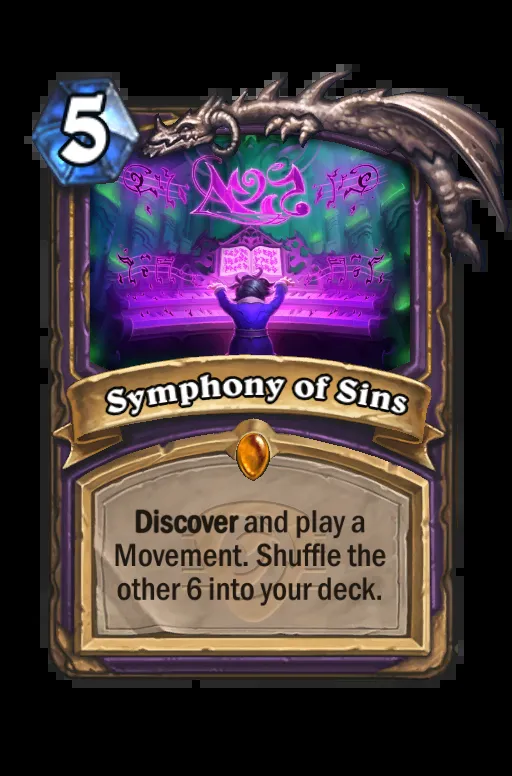 5
Symphony of Sins
Discover and play a
Movement. Shuffle the
other 6 into your deck.